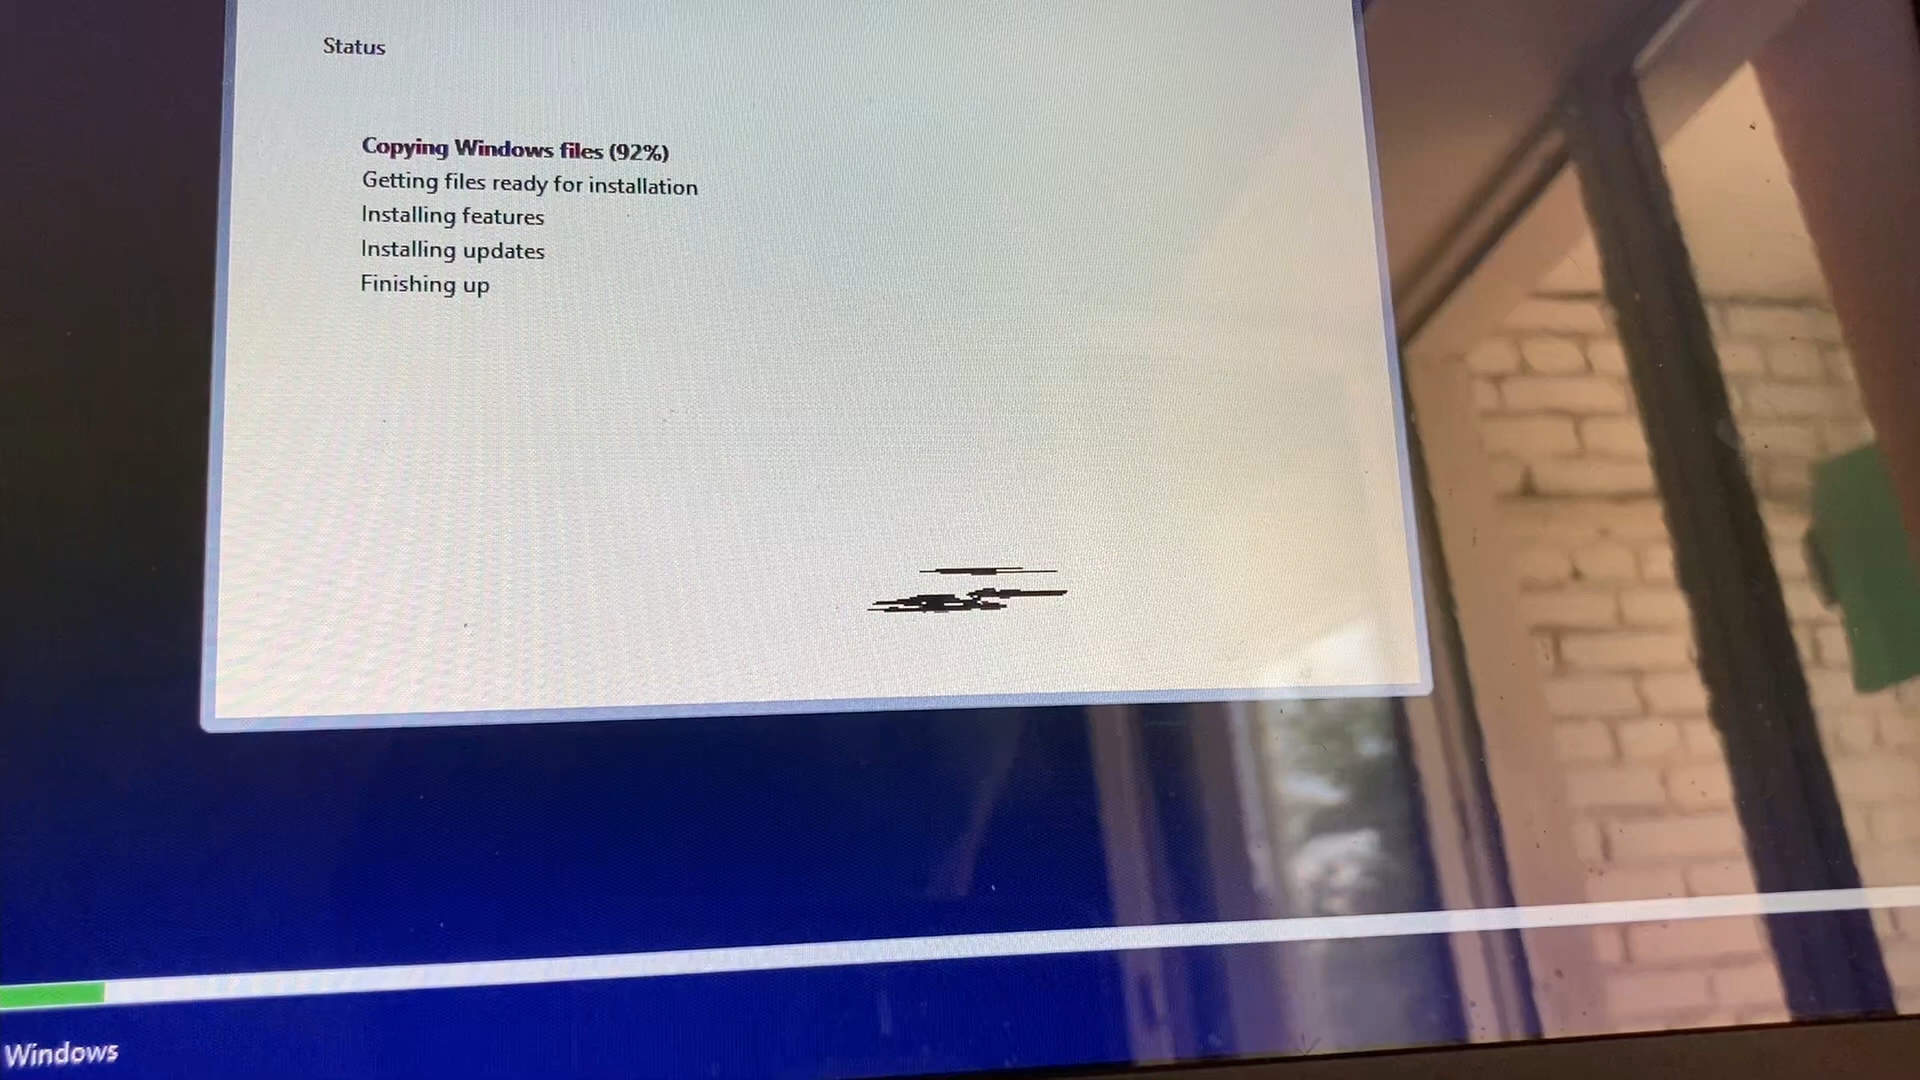 Status
Copying Windows files (92%)
Getting files ready for installation
Installing features
Installing updates
Finishing up
Windows